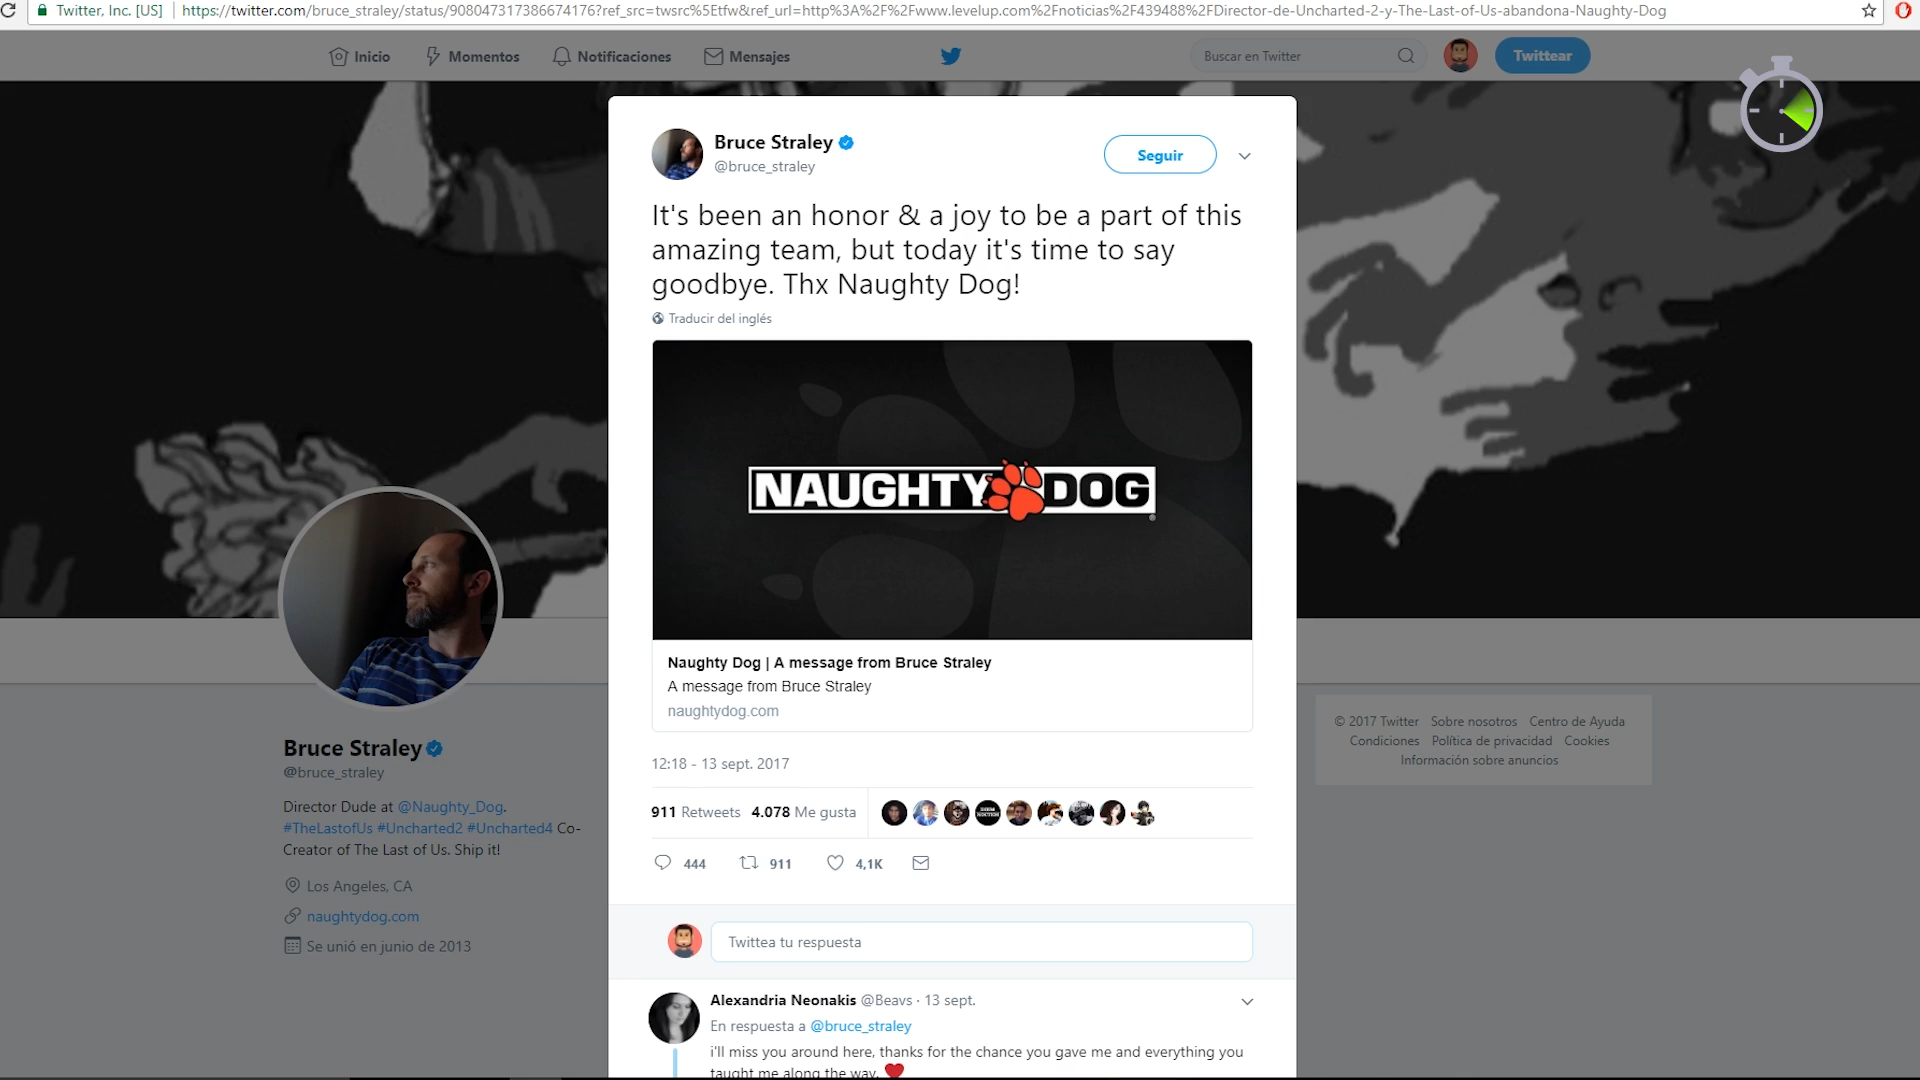 Twitter, Inc. [US] https://twitter.com/bruce_straley/status/908047317386674176?ref_src=twsrc%5Etfw&ref_url=http%3A%2F%2Fwww.levelup.com%2Fnoticias%2F439488%2FDirector-de-Uncharted-2-y-The-Last-of-Us-abandona-Naughty-Dog
Inicio Momentos Notificaciones Mensajes Buscar en Twitter Twittear
Bruce Straley
@bruce_straley
Seguir
It's been an honor & a joy to be a part of this
amazing team, but today it's time to say
goodbye. Thx Naughty Dog!
Traducir del inglés
NAUGHTY DOG
Naughty Dog | A message from Bruce Straley
A message from Bruce Straley
naughtydog.com
12:18 - 13 sept. 2017
911 Retweets 4.078 Me gusta
444 911 4,1K
Twittea tu respuesta
Alexandria Neonakis @Beavs · 13 sept.
En respuesta a @bruce_straley
i'll miss you around here, thanks for the chance you gave me and everything you
taught me along the way. ❤
Bruce Straley
@bruce_straley
Director Dude at @Naughty_Dog.
#TheLastofUs #Uncharted2 #Uncharted4 Co-
Creator of The Last of Us. Ship it!
Los Angeles, CA
naughtydog.com
Se unió en junio de 2013
© 2017 Twitter Sobre nosotros Centro de Ayuda
Condiciones Política de privacidad Cookies
Información sobre anuncios